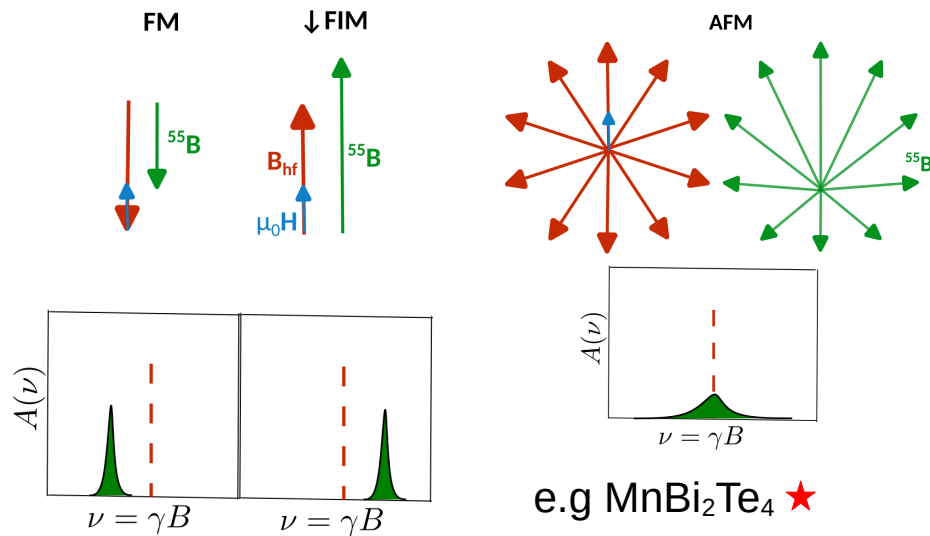 FM
↓FIM
AFM
⁵⁵B
B_hf
⁵⁵B
μ₀H
⁵⁵B
A(ν)
ν = γB
ν = γB
A(ν)
ν = γB
e.g MnBi₂Te₄